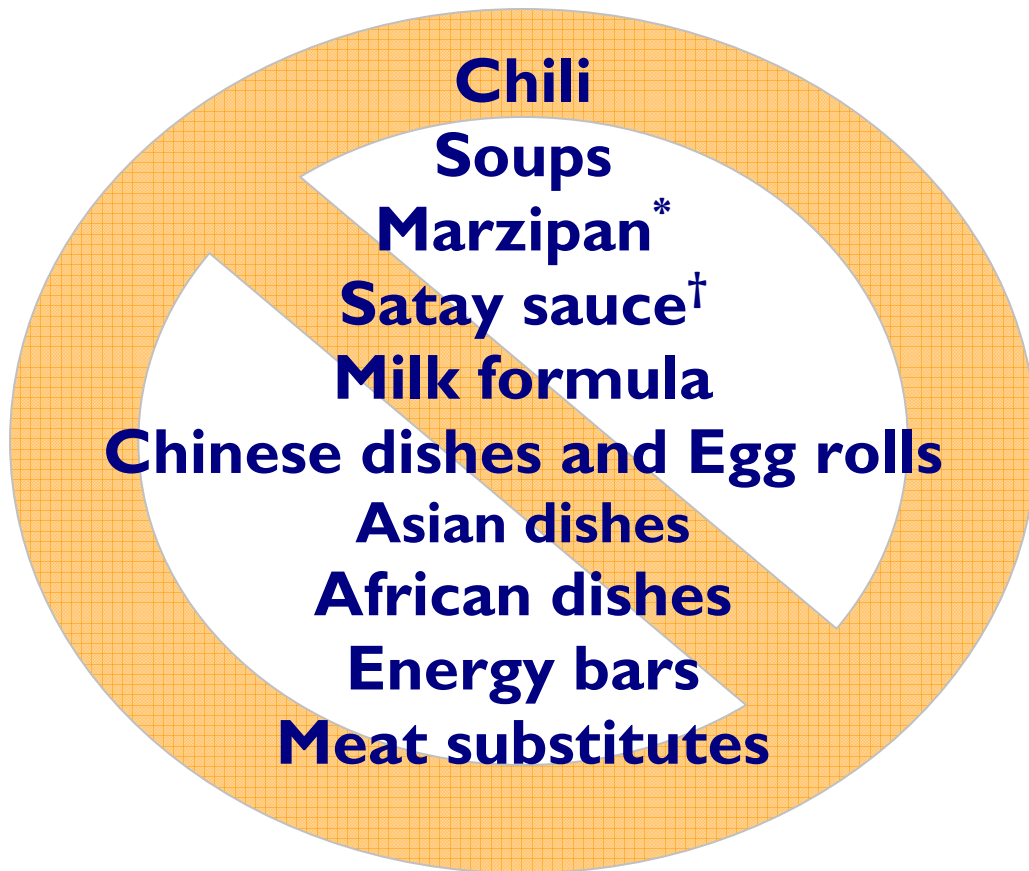 Chili
Soups
Marzipan*
Satay sauce†
Milk formula
Chinese dishes and Egg rolls
Asian dishes
African dishes
Energy bars
Meat substitutes